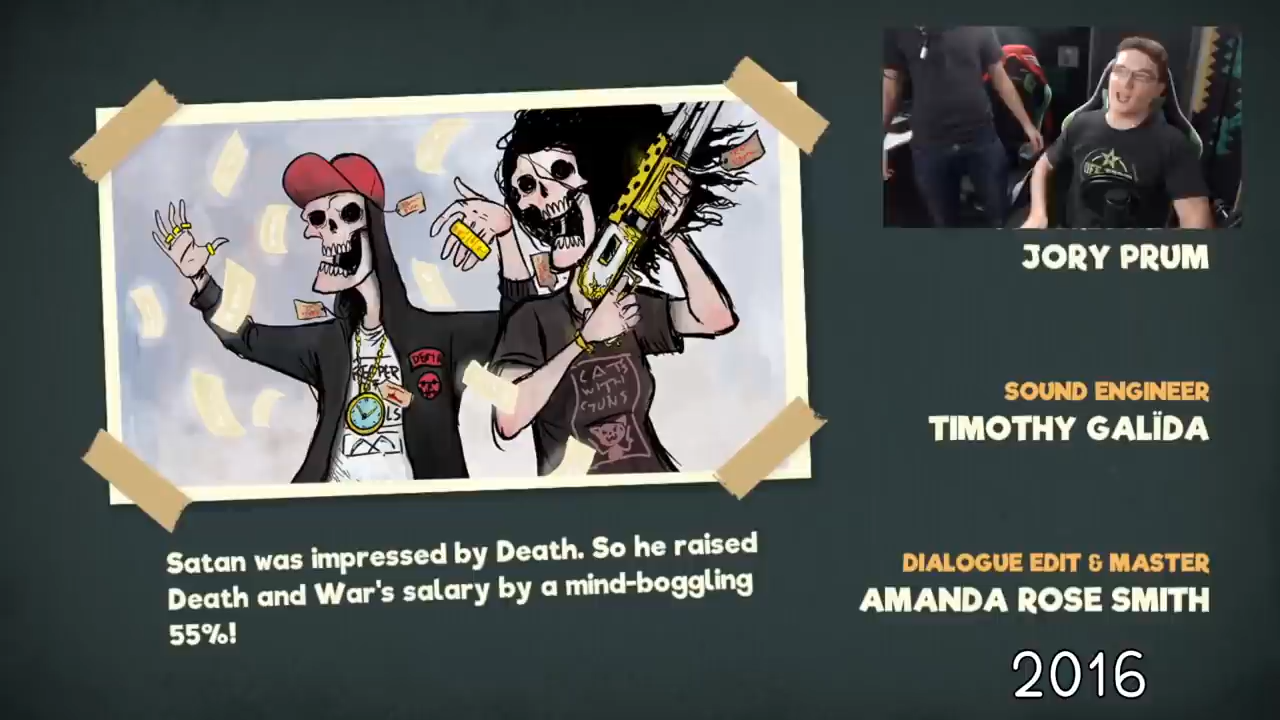 JORY PRUM
SOUND ENGINEER
TIMOTHY GALÏDA
DIALOGUE EDIT & MASTER
AMANDA ROSE SMITH
2016
CATS
WITH
GUNS
Satan was impressed by Death. So he raised
Death and War's salary by a mind-boggling
55%!